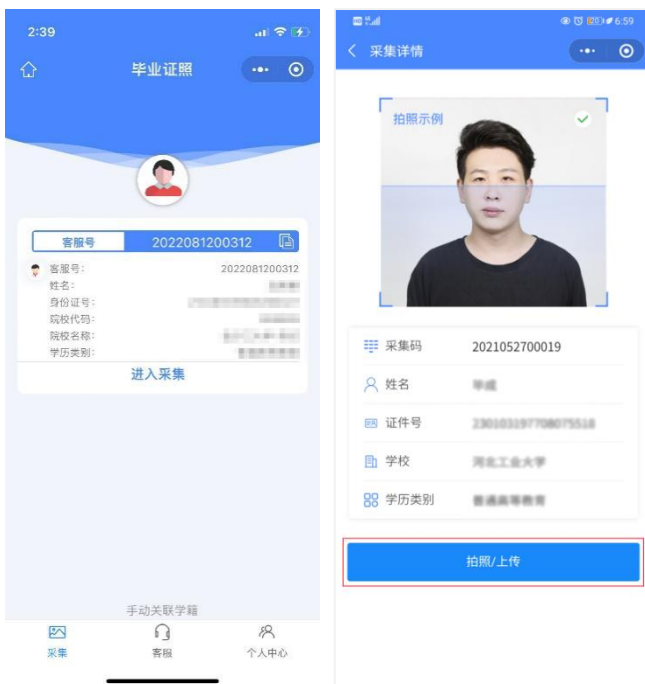 2:39
毕业证照
客服号 2022081200312
客服号: 2022081200312
姓名:
身份证号:
院校代码:
院校名称:
学历类别:
进入采集
手动关联学籍
采集 客服 个人中心
6:59
采集详情
拍照示例
采集码 2021052700019
姓名
证件号
学校
学历类别
拍照/上传